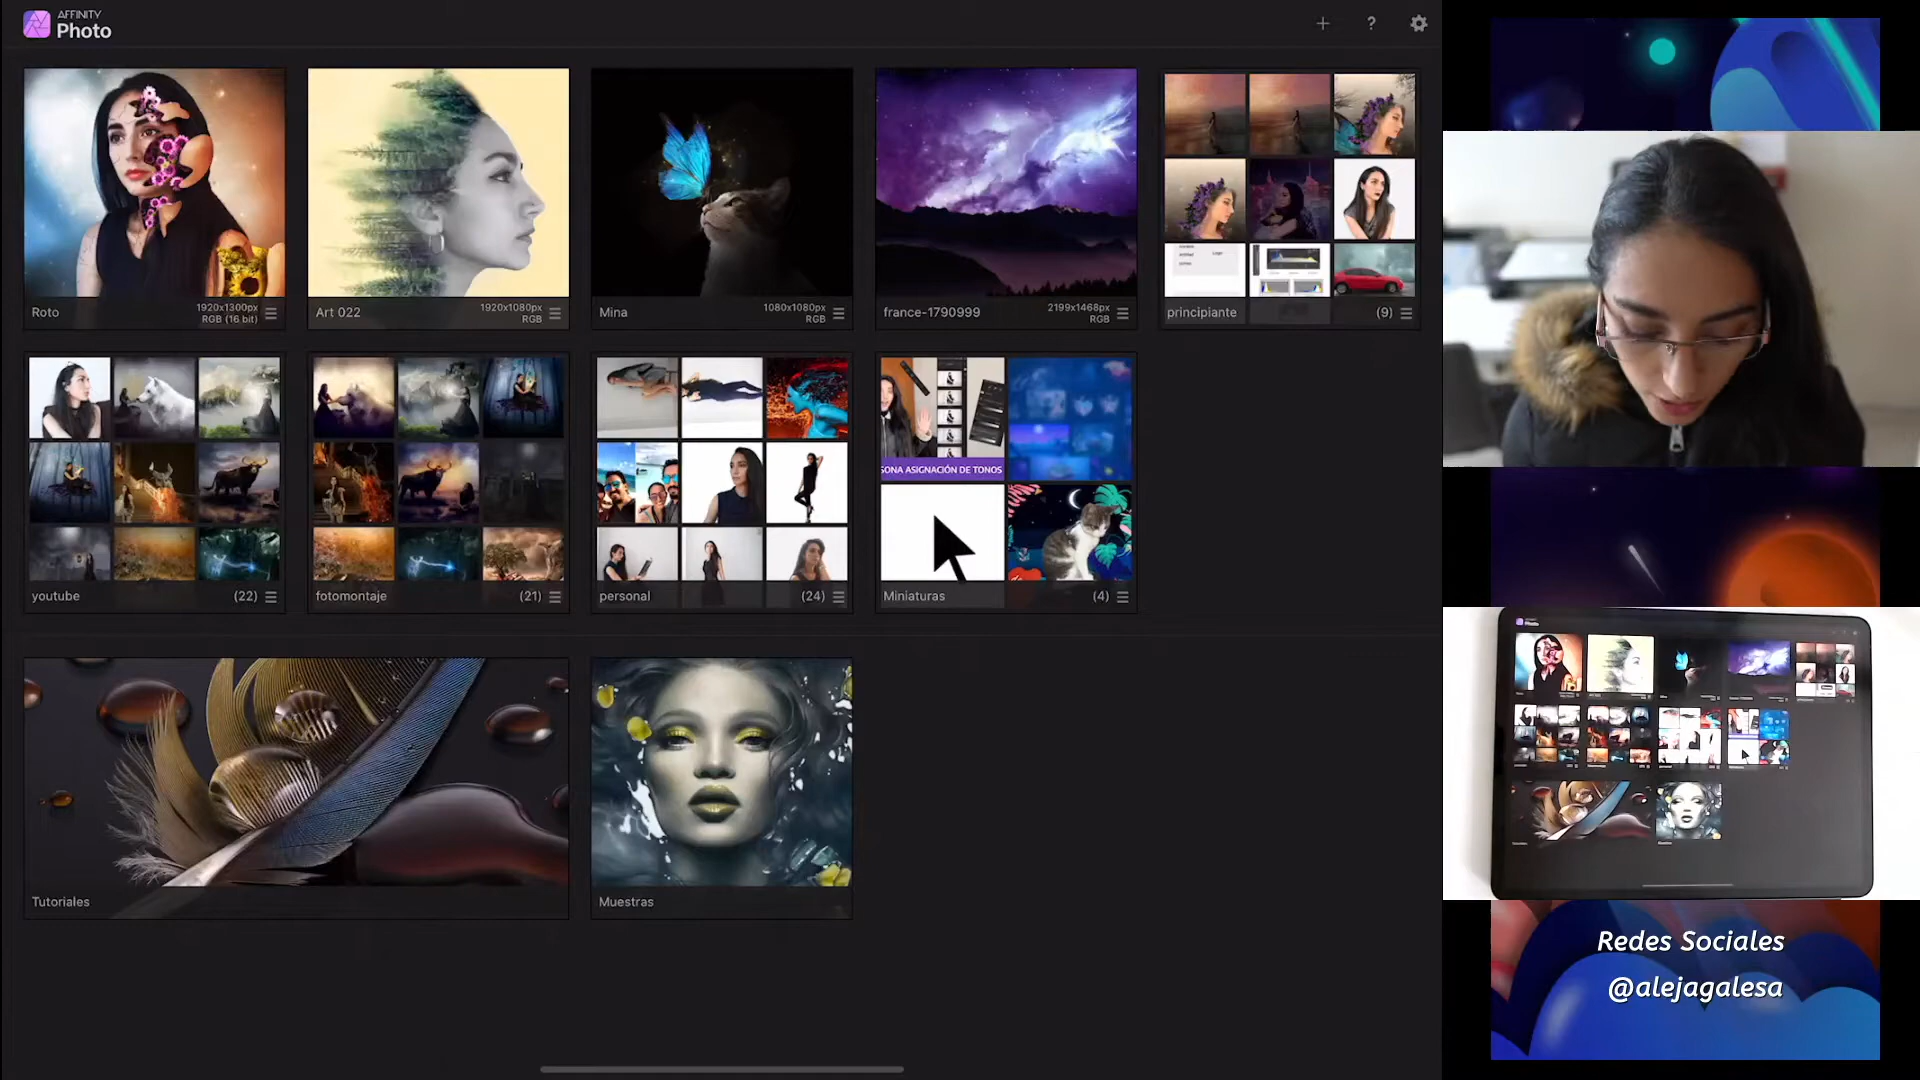 AFFINITY
Photo
?
Roto
1920x1300px
RGB (16 bit)
Art 022
1920x1080px
RGB
Mina
1080x1080px
RGB
france-1790999
2199x1468px
RGB
principiante
(9)
youtube
(22)
fotomontaje
(21)
personal
(24)
SONA ASIGNACIÓN DE TONOS
Miniaturas
(4)
Tutoriales
Muestras
Redes Sociales
@alejagalesa